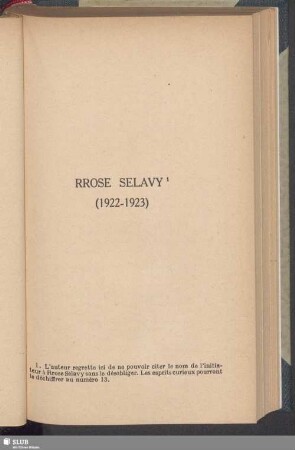 RROSE SELAVY ¹
(1922-1923)
1. L'auteur regrette ici de ne pouvoir citer le nom de l'initia-
teur à Rrose Sélavy sans le désobliger. Les esprits curieux pourront
le déchiffrer au numéro 13.
SLUB